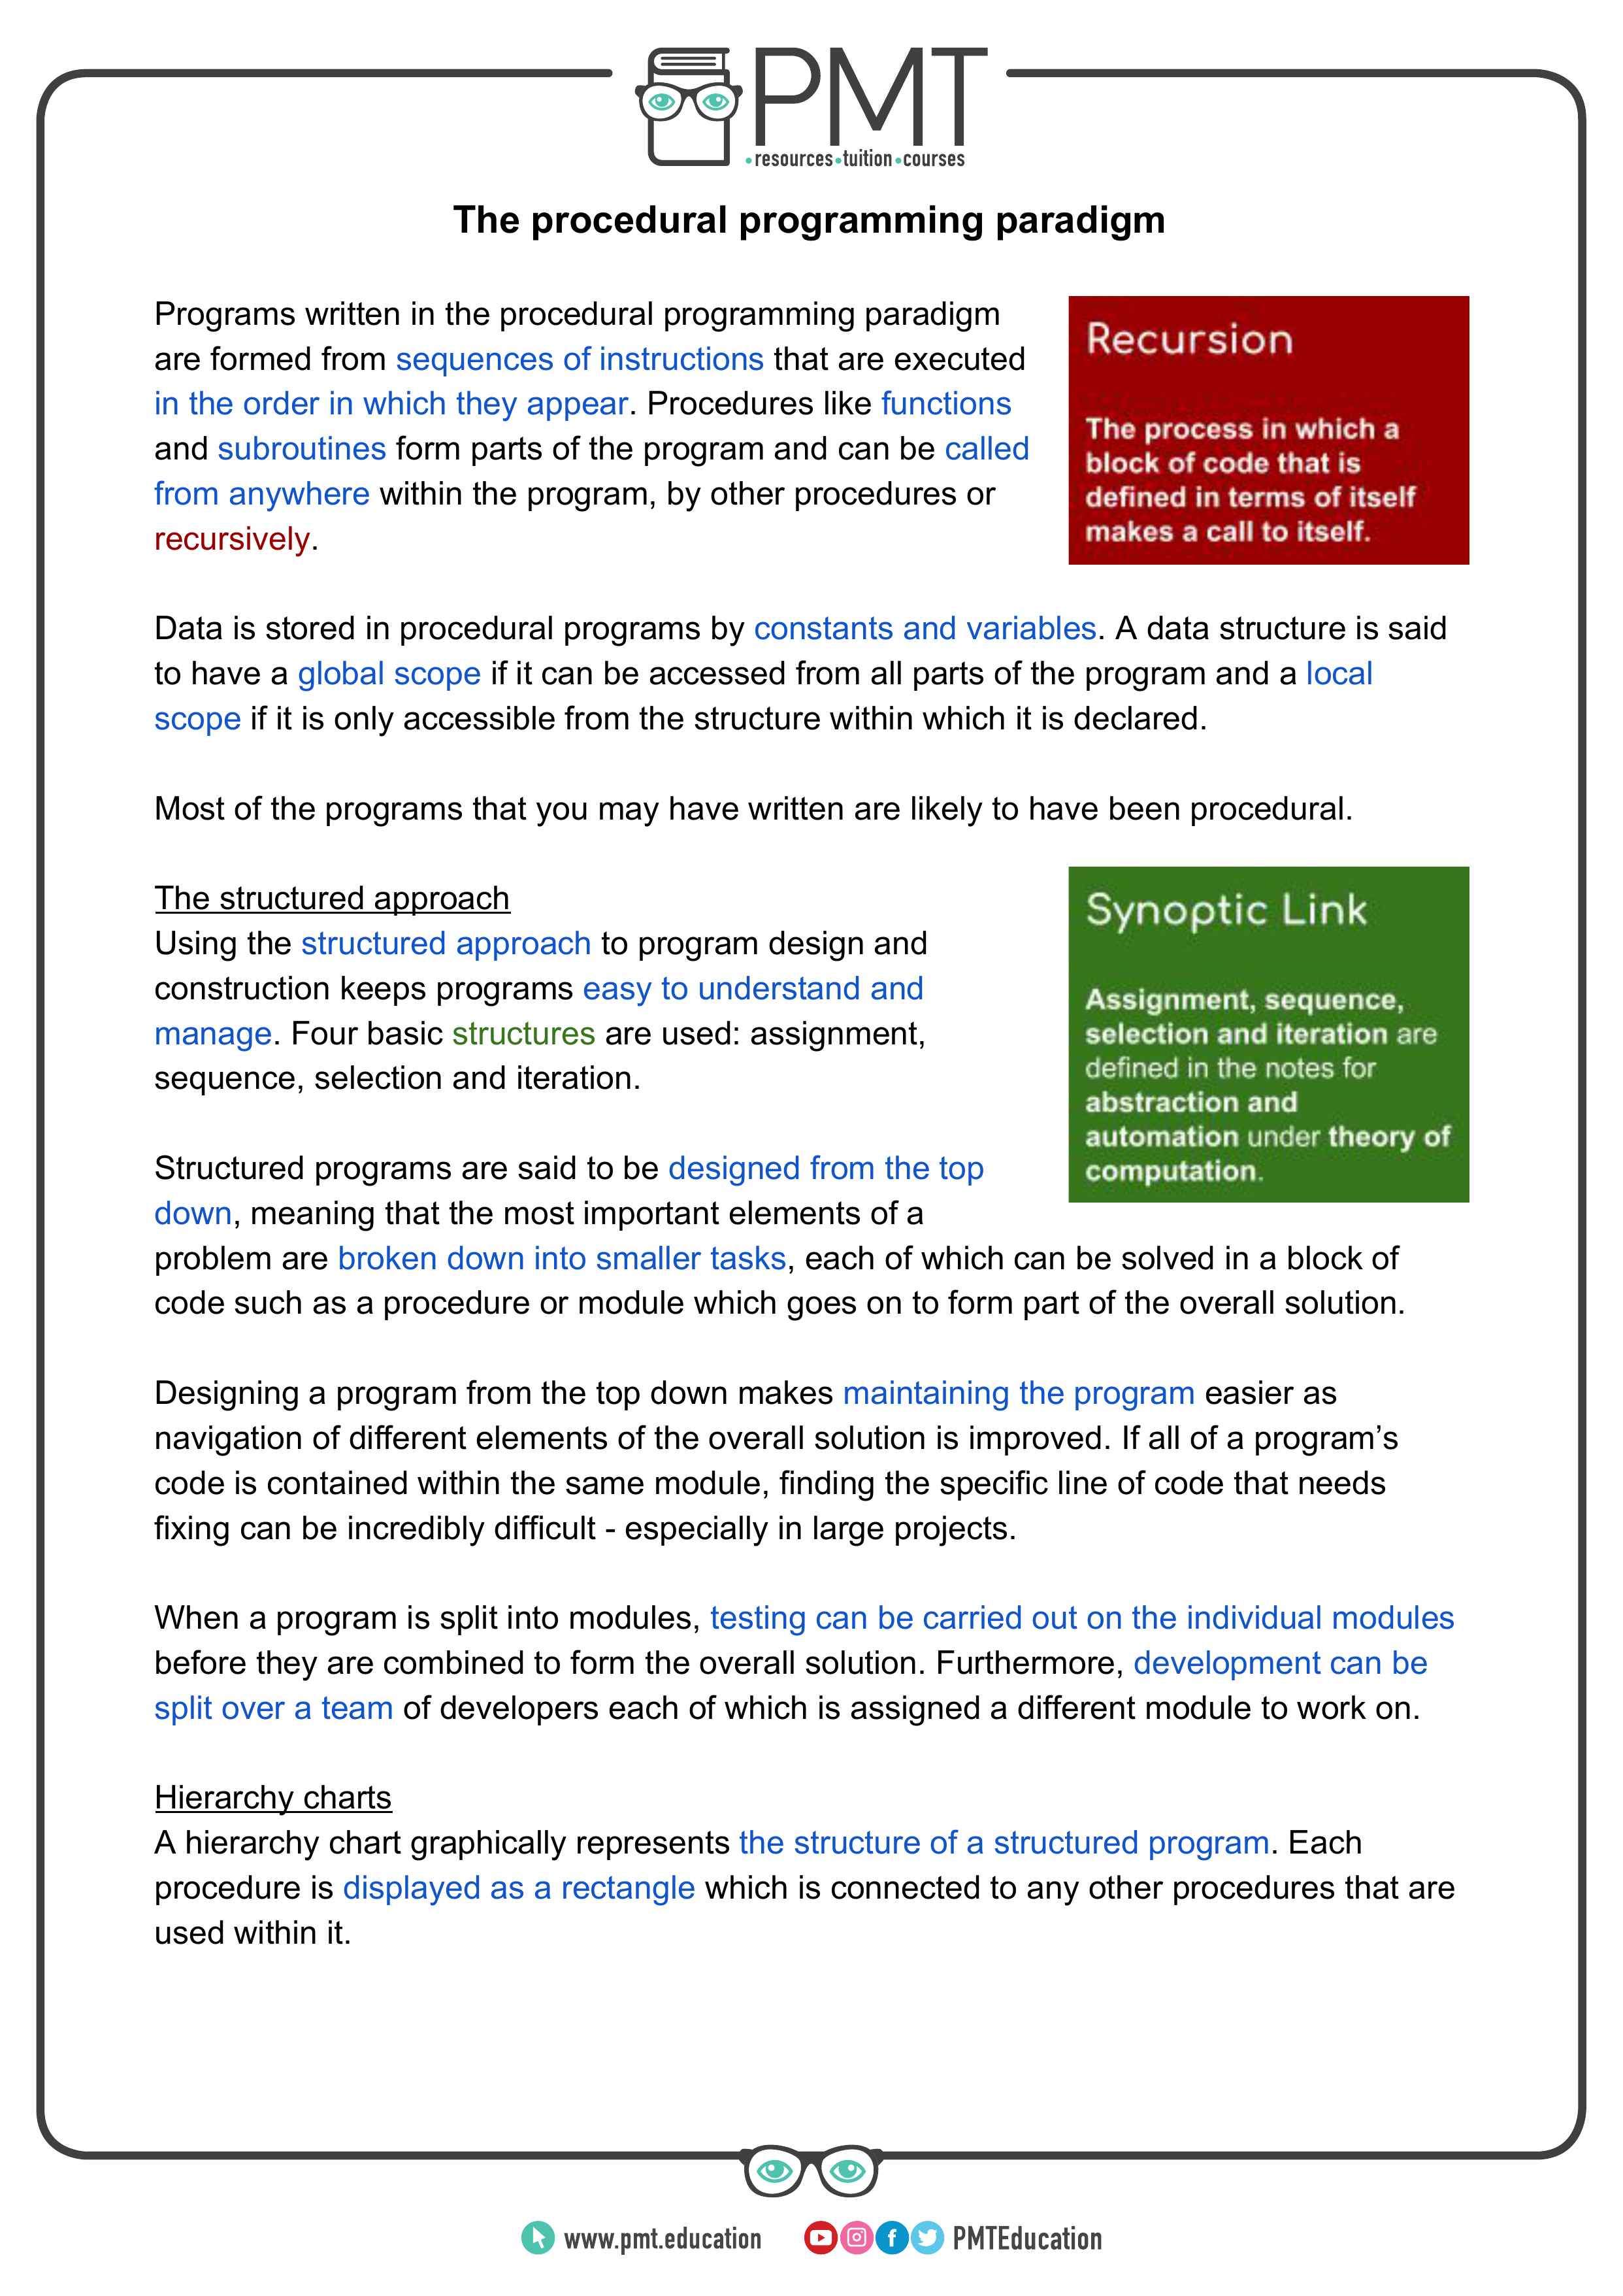 PMT
resources tuition courses
The procedural programming paradigm
Programs written in the procedural programming paradigm
are formed from sequences of instructions that are executed
in the order in which they appear. Procedures like functions
and subroutines form parts of the program and can be called
from anywhere within the program, by other procedures or
recursively.
Recursion
The process in which a
block of code that is
defined in terms of itself
makes a call to itself.
Data is stored in procedural programs by constants and variables. A data structure is said
to have a global scope if it can be accessed from all parts of the program and a local
scope if it is only accessible from the structure within which it is declared.
Most of the programs that you may have written are likely to have been procedural.
The structured approach
Using the structured approach to program design and
construction keeps programs easy to understand and
manage. Four basic structures are used: assignment,
sequence, selection and iteration.
Synoptic Link
Assignment, sequence,
selection and iteration are
defined in the notes for
abstraction and
automation under theory of
computation.
Structured programs are said to be designed from the top
down, meaning that the most important elements of a
problem are broken down into smaller tasks, each of which can be solved in a block of
code such as a procedure or module which goes on to form part of the overall solution.
Designing a program from the top down makes maintaining the program easier as
navigation of different elements of the overall solution is improved. If all of a program’s
code is contained within the same module, finding the specific line of code that needs
fixing can be incredibly difficult - especially in large projects.
When a program is split into modules, testing can be carried out on the individual modules
before they are combined to form the overall solution. Furthermore, development can be
split over a team of developers each of which is assigned a different module to work on.
Hierarchy charts
A hierarchy chart graphically represents the structure of a structured program. Each
procedure is displayed as a rectangle which is connected to any other procedures that are
used within it.
www.pmt.education
PMTEducation